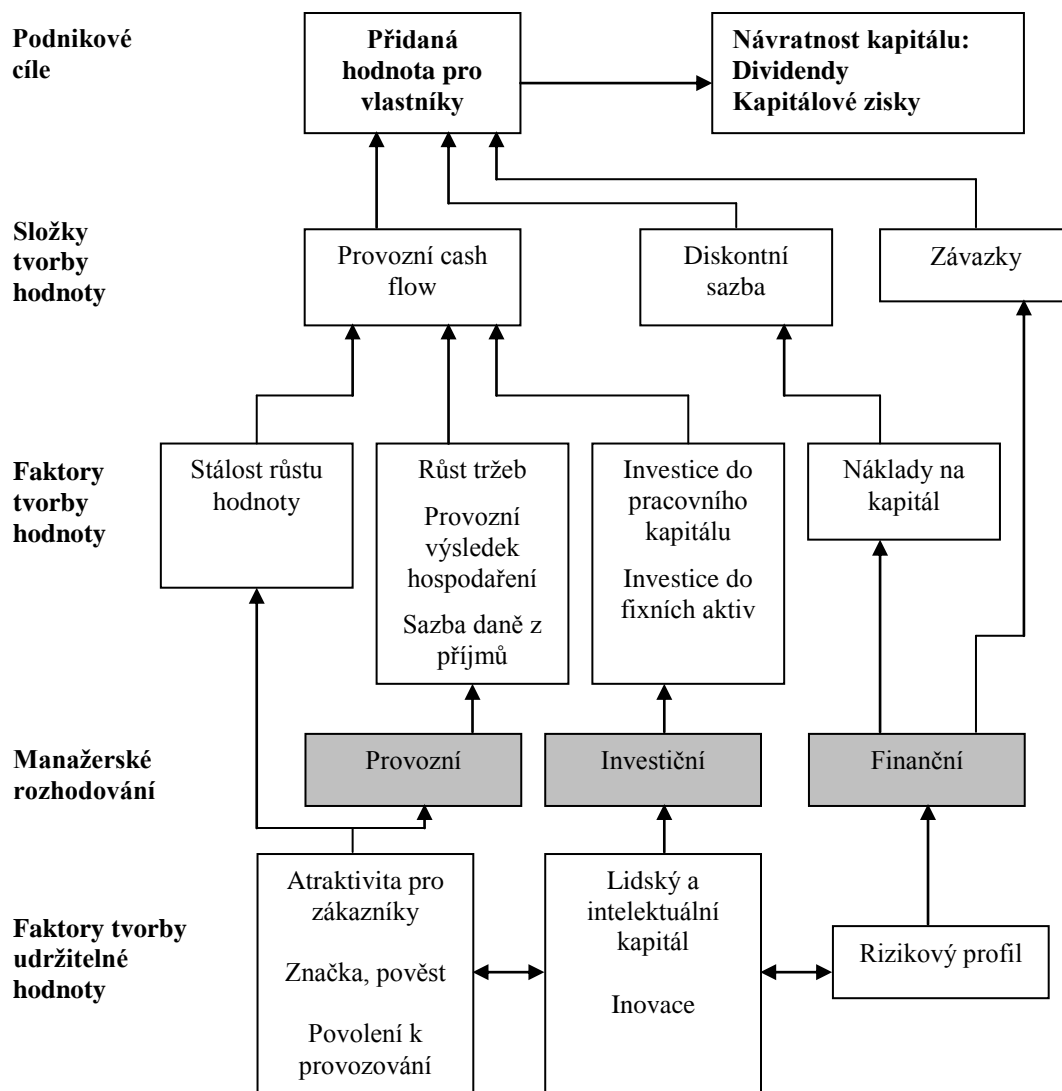 Podnikové
cíle
Přidaná
hodnota pro
vlastníky
Návratnost kapitálu:
Dividendy
Kapitálové zisky
Složky
tvorby
hodnoty
Provozní cash
flow
Diskontní
sazba
Závazky
Faktory
tvorby
hodnoty
Stálost růstu
hodnoty
Růst tržeb
Provozní
výsledek
hospodaření
Sazba daně z
příjmů
Investice do
pracovního
kapitálu
Investice do
fixních aktiv
Náklady na
kapitál
Manažerské
rozhodování
Provozní
Investiční
Finanční
Faktory tvorby
udržitelné
hodnoty
Atraktivita pro
zákazníky
Značka, pověst
Povolení k
provozování
Lidský a
intelektuální
kapitál
Inovace
Rizikový profil